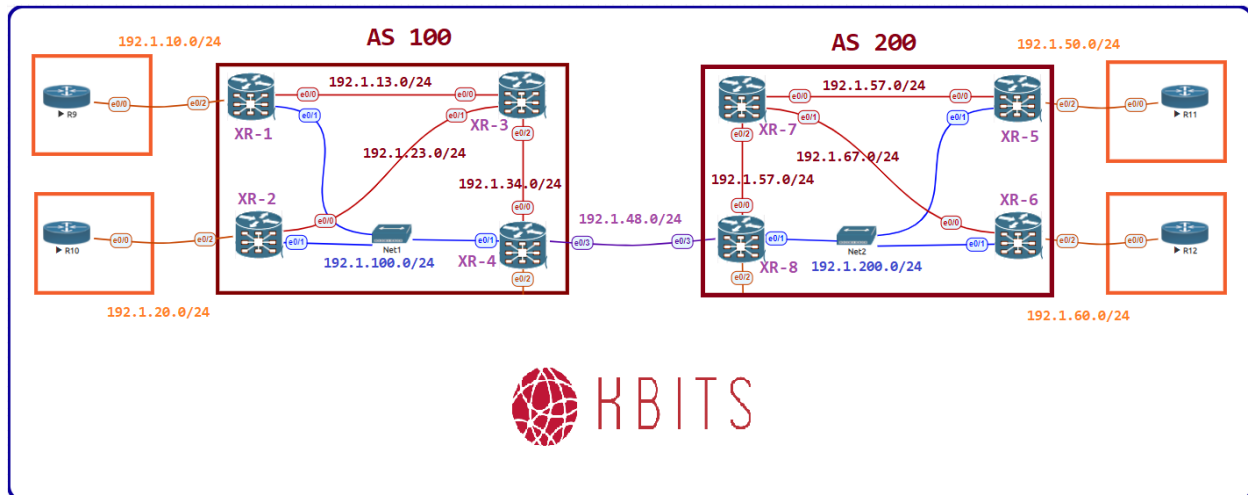 AS 100
AS 200
192.1.10.0/24
192.1.50.0/24
192.1.13.0/24
192.1.57.0/24
e0/0
e0/2
e0/0
e0/0
e0/0
e0/0
e0/2
e0/0
R9
e0/1
e0/1
e0/1
e0/1
R11
XR-1
XR-3
e0/2
XR-7
e0/2
XR-5
192.1.23.0/24
192.1.67.0/24
192.1.34.0/24
192.1.57.0/24
XR-2
XR-6
e0/0
e0/0
e0/0
e0/0
192.1.48.0/24
e0/0
e0/2
e0/2
e0/0
R10
e0/1
Net1
e0/1
e0/3
e0/3
e0/1
Net2
e0/1
R12
192.1.100.0/24
XR-4
XR-8
192.1.200.0/24
e0/2
e0/2
192.1.20.0/24
192.1.60.0/24
KBITS